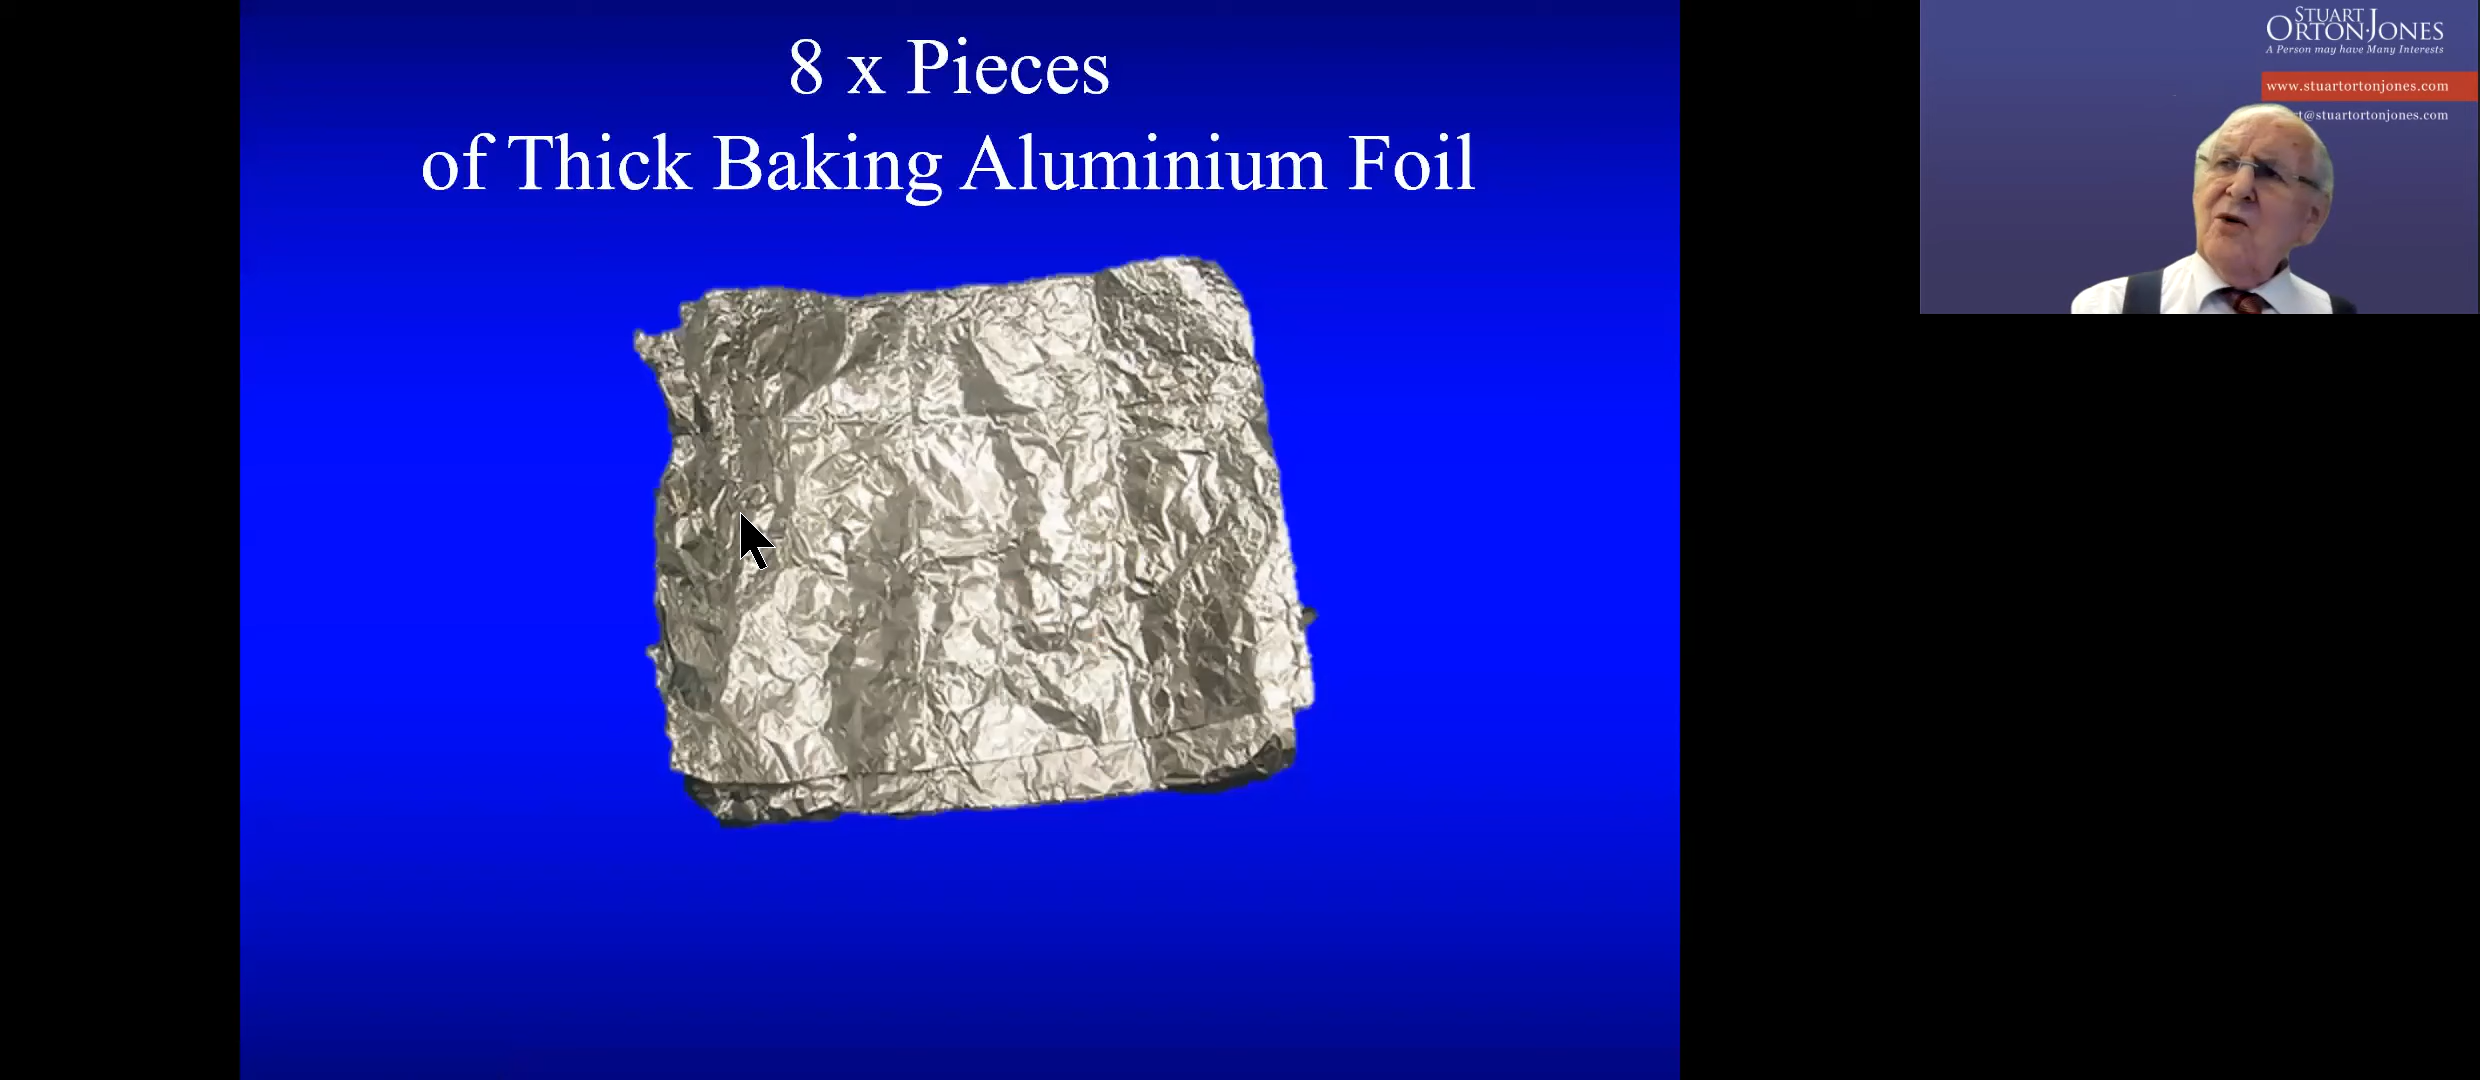 8 x Pieces
of Thick Baking Aluminium Foil
STUART
ORTON-JONES
A Person may have Many Interests
www.stuartortonjones.com
@stuartortonjones.com